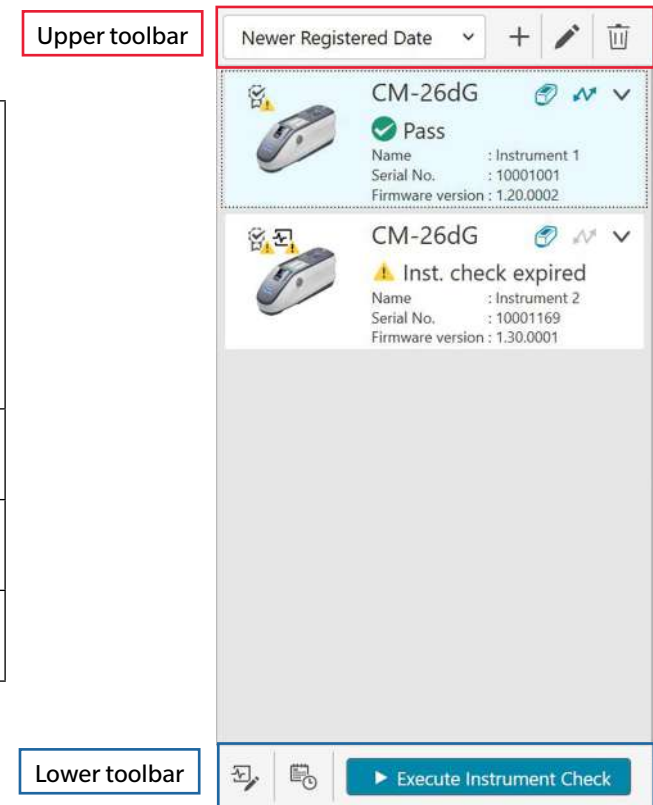 Upper toolbar
Newer Registered Date
CM-26dG
Pass
Name : Instrument 1
Serial No. : 10001001
Firmware version : 1.20.0002
CM-26dG
Inst. check expired
Name : Instrument 2
Serial No. : 10001169
Firmware version : 1.30.0001
Lower toolbar
Execute Instrument Check